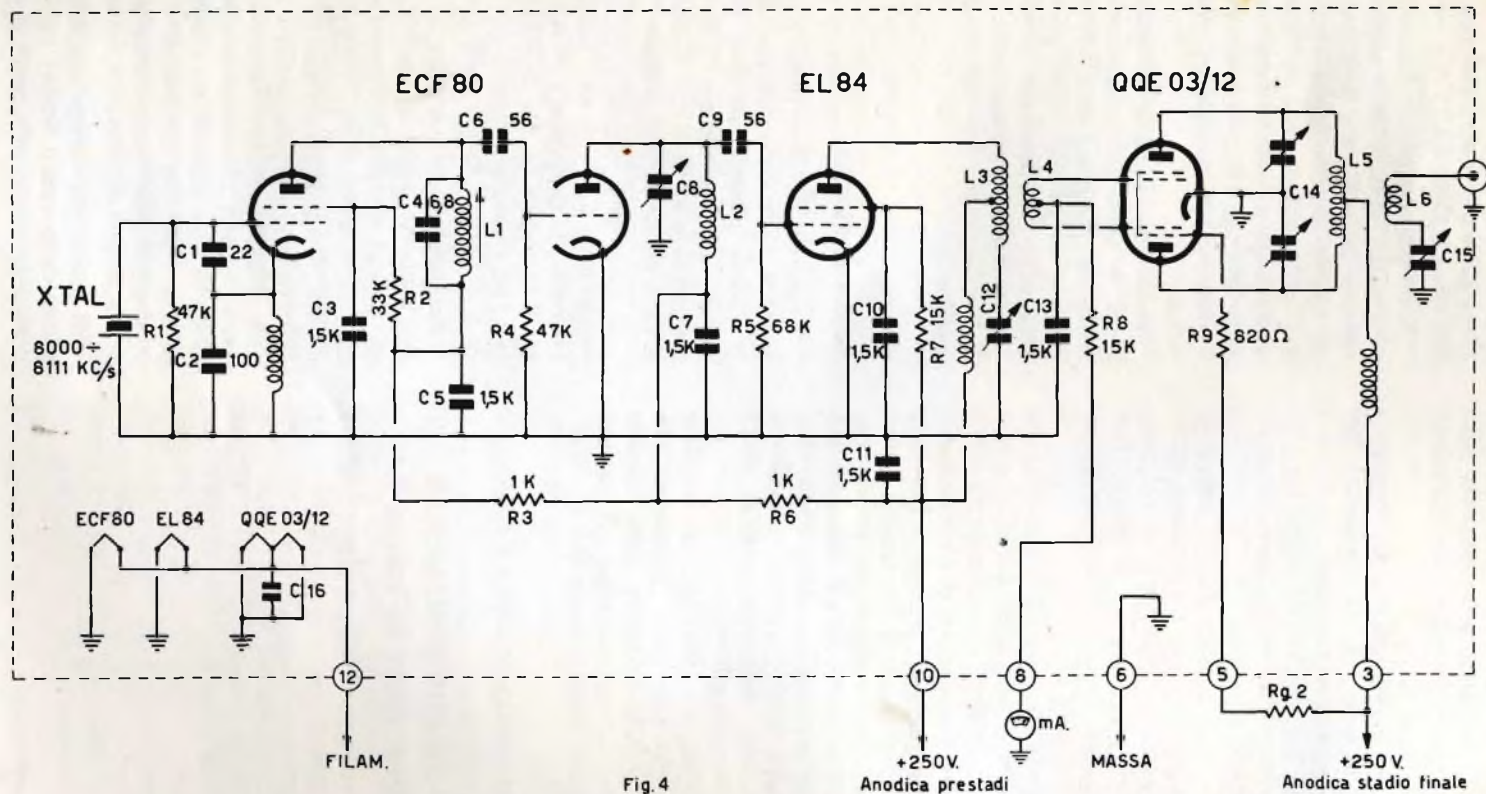 ECF 80
EL 84
QQE 03/12
C6 56
C9 56
C4 6,8
L1
C8
L2
L3
L4
C14
L5
L6
C15
C1 22
XTAL
8000 ÷
8111 KC/s
R1 47K
C2 100
C3
1,5K
33K R2
C5 1,5K
R4 47K
C7
1,5K
R5 68K
C10
1,5K
R7 15K
C12
C13
1,5K
R8
15K
R9 820Ω
C11
1,5K
1K
R3
1K
R6
ECF80 EL84 QQE 03/12
C 16
12
10
8
6
5
3
Rg 2
mA.
FILAM.
Fig. 4
+250V.
Anodica prestadi
MASSA
+250 V.
Anodica stadio finale